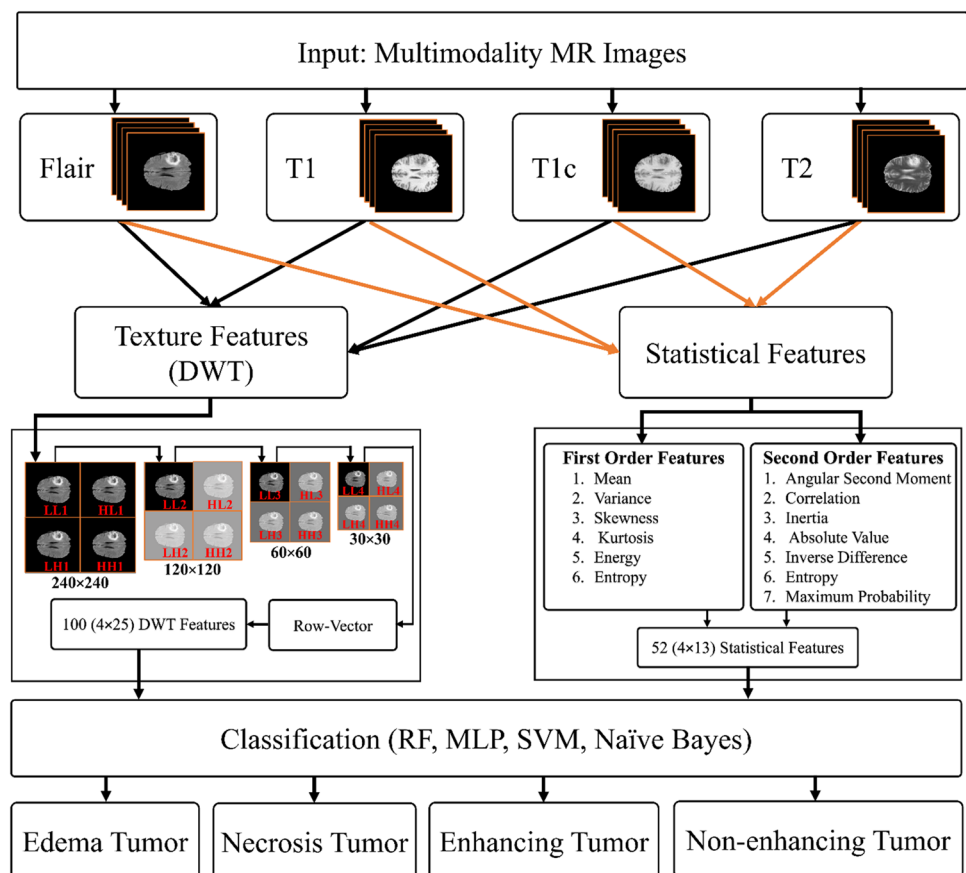 Input: Multimodality MR Images
Flair
T1
T1c
T2
Texture Features
(DWT)
Statistical Features
LL1
HL1
LH1
HH1
240×240
LL2
HL2
LH2
HH2
120×120
LL3
HL3
LH3
HH3
60×60
LL4
HL4
LH4
HH4
30×30
100 (4×25) DWT Features
Row-Vector
First Order Features
1. Mean
2. Variance
3. Skewness
4. Kurtosis
5. Energy
6. Entropy
Second Order Features
1. Angular Second Moment
2. Correlation
3. Inertia
4. Absolute Value
5. Inverse Difference
6. Entropy
7. Maximum Probability
52 (4×13) Statistical Features
Classification (RF, MLP, SVM, Naïve Bayes)
Edema Tumor
Necrosis Tumor
Enhancing Tumor
Non-enhancing Tumor